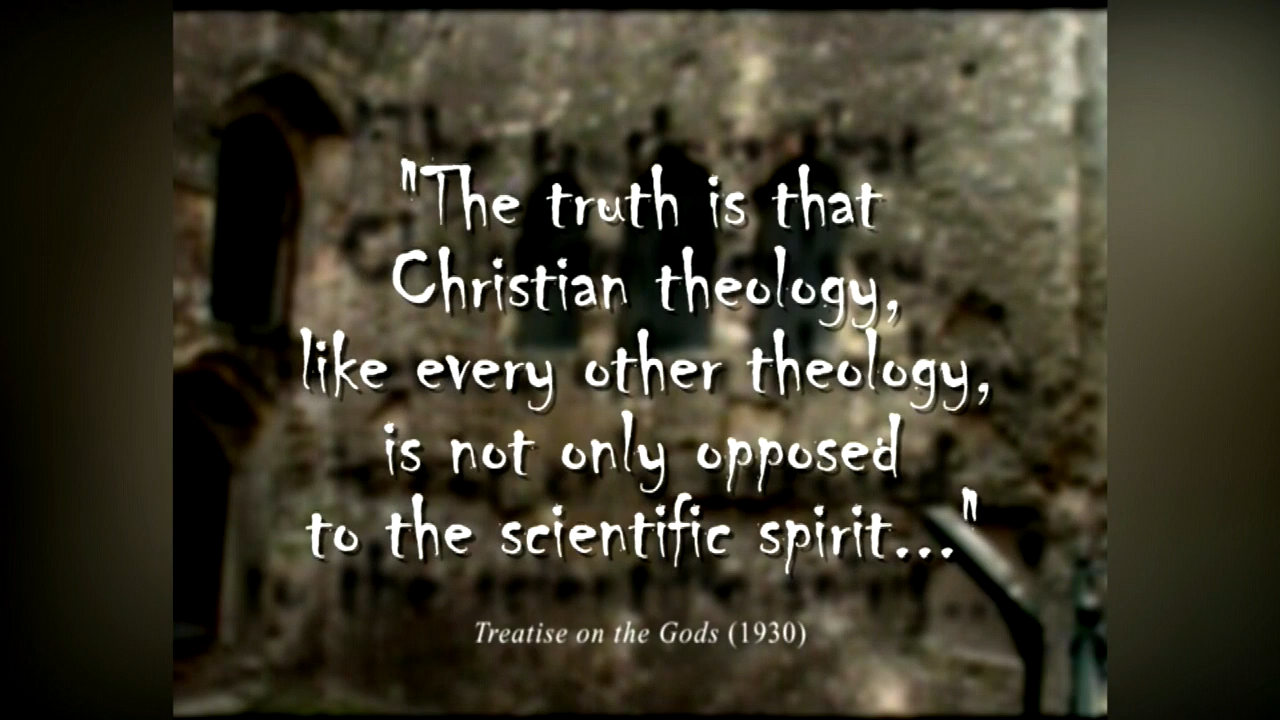 "The truth is that
Christian theology,
like every other theology,
is not only opposed
to the scientific spirit..."
Treatise on the Gods (1930)